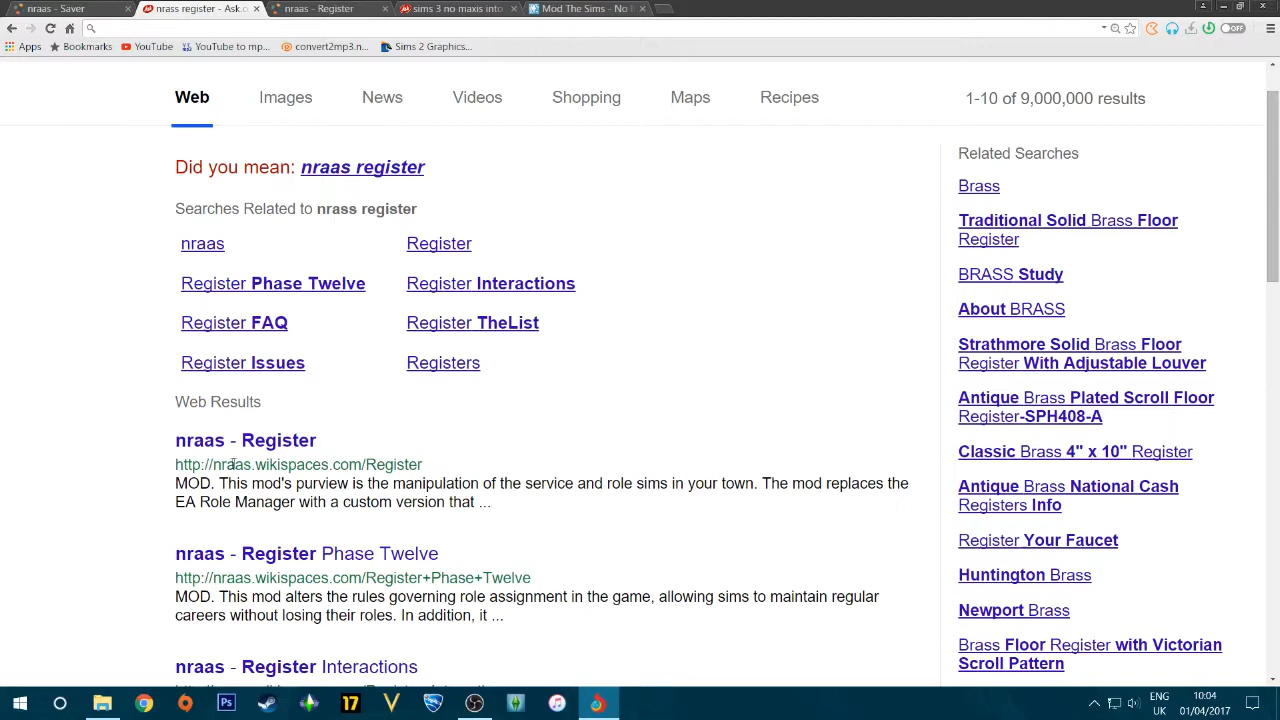 nraas - Saver
nrass register - Ask.c
nraas - Register
sims 3 no maxis into
Mod The Sims - No I
Apps
Bookmarks
YouTube
YouTube to mp...
convert2mp3.n...
Sims 2 Graphics...
OFF
Web
Images
News
Videos
Shopping
Maps
Recipes
1-10 of 9,000,000 results
Did you mean: nraas register
Searches Related to nrass register
nraas
Register
Register Phase Twelve
Register Interactions
Register FAQ
Register TheList
Register Issues
Registers
Web Results
nraas - Register
http://nraas.wikispaces.com/Register
MOD. This mod's purview is the manipulation of the service and role sims in your town. The mod replaces the
EA Role Manager with a custom version that ...
nraas - Register Phase Twelve
http://nraas.wikispaces.com/Register+Phase+Twelve
MOD. This mod alters the rules governing role assignment in the game, allowing sims to maintain regular
careers without losing their roles. In addition, it ...
nraas - Register Interactions
Related Searches
Brass
Traditional Solid Brass Floor
Register
BRASS Study
About BRASS
Strathmore Solid Brass Floor
Register With Adjustable Louver
Antique Brass Plated Scroll Floor
Register-SPH408-A
Classic Brass 4" x 10" Register
Antique Brass National Cash
Registers Info
Register Your Faucet
Huntington Brass
Newport Brass
Brass Floor Register with Victorian
Scroll Pattern
Ps
17
V
ENG
UK
10:04
01/04/2017